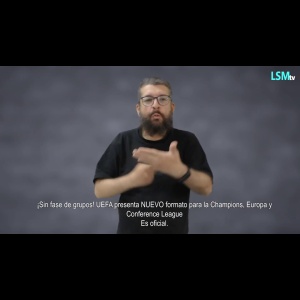 LSMtv
¡Sin fase de grupos! UEFA presenta NUEVO formato para la Champions, Europa y
Conference League
Es oficial.